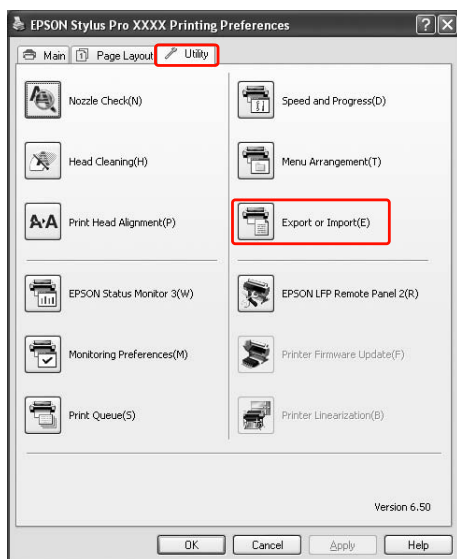 EPSON Stylus Pro XXXX Printing Preferences
Main 1 Page Layout Utility
Nozzle Check(N)
Speed and Progress(D)
Head Cleaning(H)
Menu Arrangement(T)
A·A Print Head Alignment(P)
Export or Import(E)
EPSON Status Monitor 3(W)
EPSON LFP Remote Panel 2(R)
Monitoring Preferences(M)
Printer Firmware Update(F)
Print Queue(S)
Printer Linearization(B)
Version 6.50
OK Cancel Apply Help